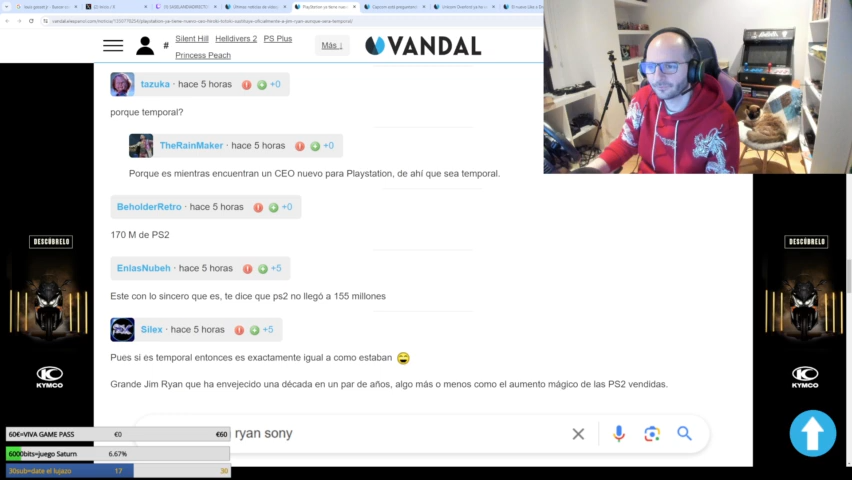 Silent Hill Helldivers 2 PS Plus
# Más ↓ VANDAL
Princess Peach
tazuka · hace 5 horas +0
porque temporal?
TheRainMaker · hace 5 horas +0
Porque es mientras encuentran un CEO nuevo para Playstation, de ahí que sea temporal.
BeholderRetro · hace 5 horas +0
170 M de PS2
DESCÚBRELO DESCÚBRELO
EniasNubeh · hace 5 horas +5
Este con lo sincero que es, te dice que ps2 no llegó a 155 millones
Silex · hace 5 horas +5
Pues si es temporal entonces es exactamente igual a como estaban
KYMCO KYMCO
Grande Jim Ryan que ha envejecido una década en un par de años, algo más o menos como el aumento mágico de las PS2 vendidas.
60€=VIVA GAME PASS €0 €60
ryan sony
6000bits=juego Saturn 6.67%
30sub=date el lujazo 17 30